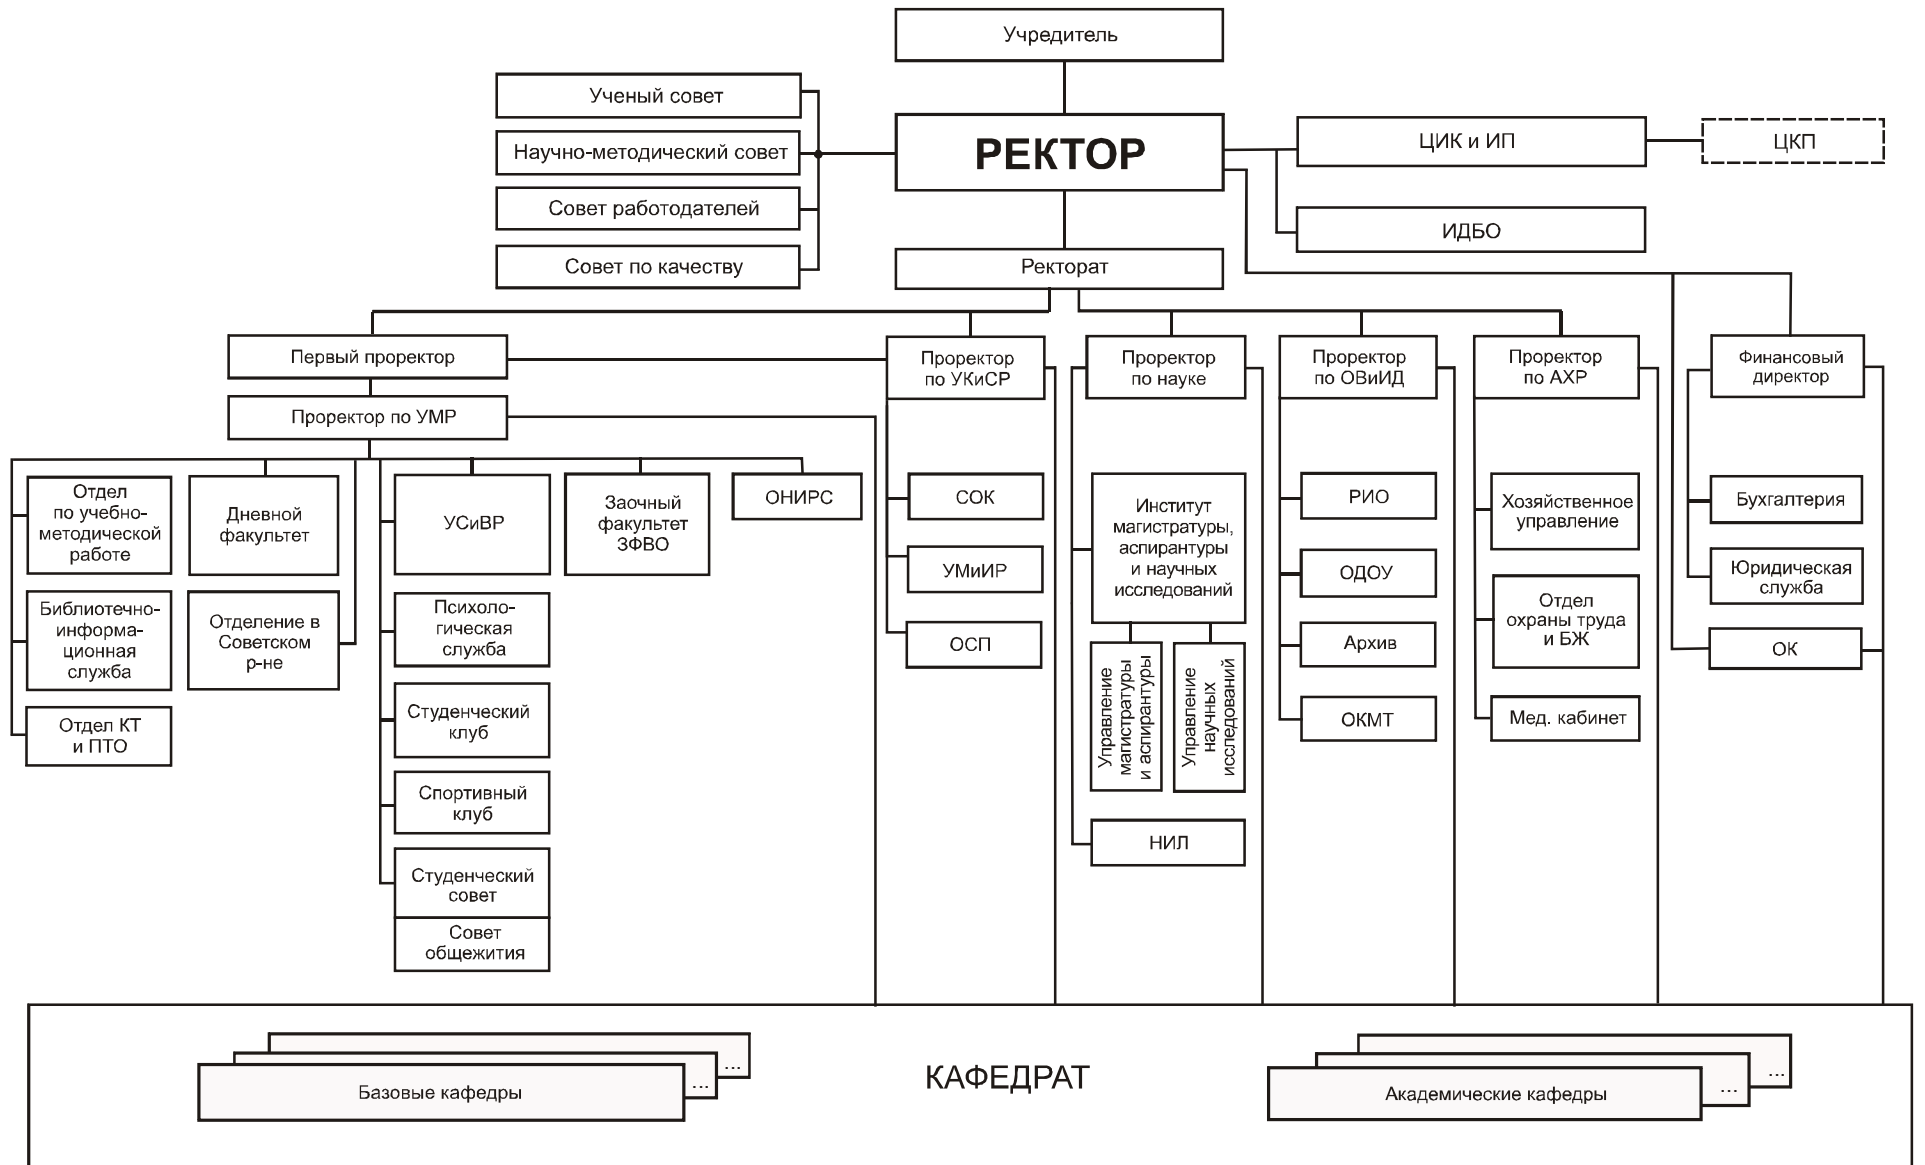 Учредитель
Ученый совет
Научно-методический совет
Совет работодателей
Совет по качеству
РЕКТОР
ЦИК и ИП
ЦКП
ИДБО
Ректорат
Первый проректор
Проректор по УМР
Проректор
по УКиСР
Проректор
по науке
Проректор
по ОВиИД
Проректор
по АХР
Финансовый
директор
Отдел
по учебно-
методической
работе
Библиотечно-
информа-
ционная
служба
Отдел КТ
и ПТО
Дневной
факультет
Отделение в
Советском
р-не
УСиВР
Психоло-
гическая
служба
Студенческий
клуб
Спортивный
клуб
Студенческий
совет
Совет
общежития
Заочный
факультет
ЗФВО
ОНИРС
СОК
УМиИР
ОСП
Институт
магистратуры,
аспирантуры
и научных
исследований
Управление
магистратуры
и аспирантуры
Управление
научных
исследований
НИЛ
РИО
ОДОУ
Архив
ОКМТ
Хозяйственное
управление
Отдел
охраны труда
и БЖ
Мед. кабинет
Бухгалтерия
Юридическая
служба
ОК
КАФЕДРАТ
...
...
Базовые кафедры
...
...
Академические кафедры